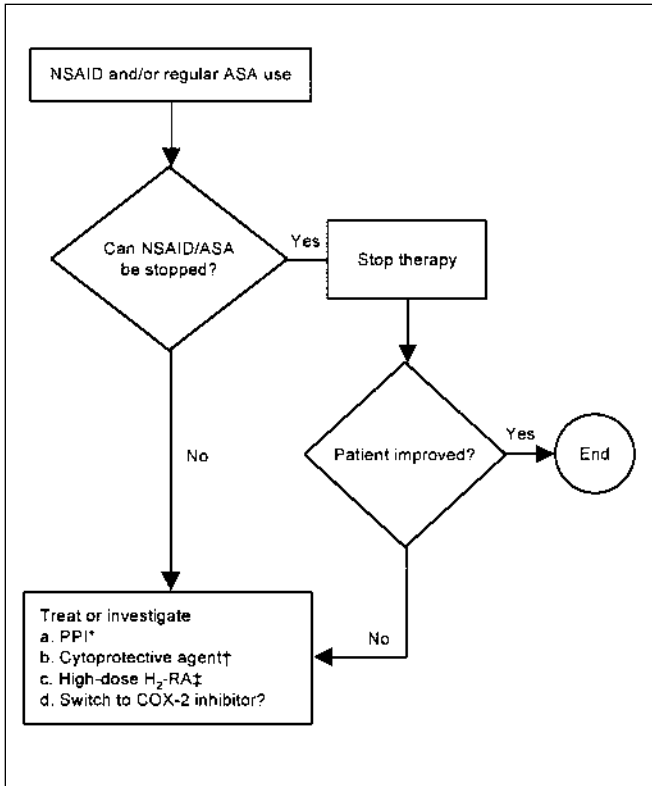 NSAID and/or regular ASA use
Can NSAID/ASA
be stopped?
Yes
Stop therapy
No
Patient improved?
Yes
End
No
Treat or investigate
a. PPI*
b. Cytoprotective agent†
c. High-dose H₂-RA‡
d. Switch to COX-2 inhibitor?